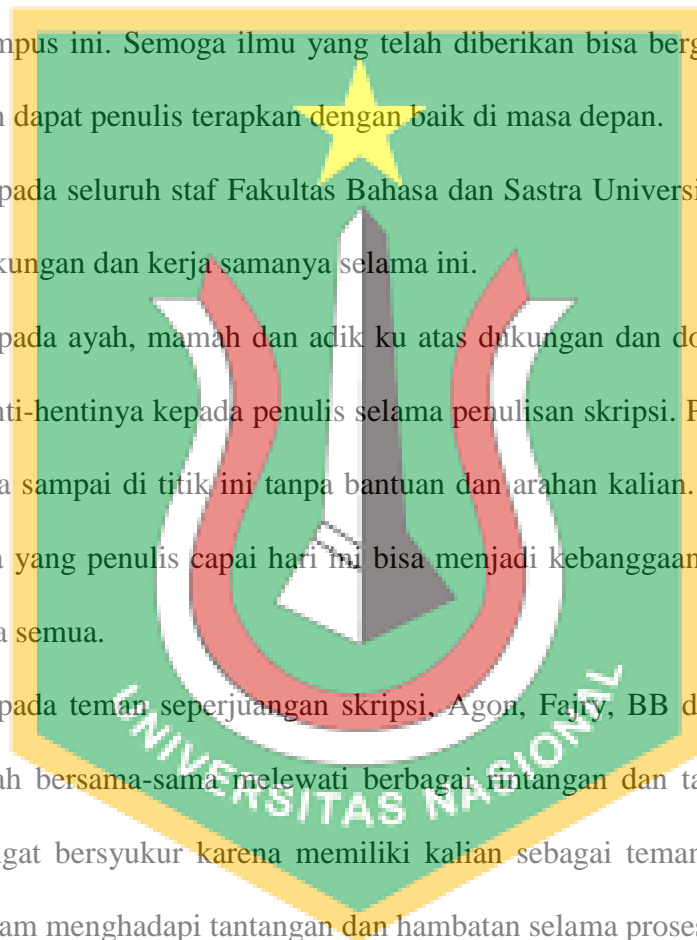 mpus ini. Semoga ilmu yang telah diberikan bisa berg
n dapat penulis terapkan dengan baik di masa depan.
pada seluruh staf Fakultas Bahasa dan Sastra Universi
kungan dan kerja samanya selama ini.
pada ayah, mamah dan adik ku atas dukungan dan do
nti-hentinya kepada penulis selama penulisan skripsi. P
a sampai di titik ini tanpa bantuan dan arahan kalian.
a yang penulis capai hari ini bisa menjadi kebanggaan
a semua.
pada teman seperjuangan skripsi, Agon, Fajry, BB d
ah bersama-sama melewati berbagai rintangan dan ta
ngat bersyukur karena memiliki kalian sebagai teman
am menghadapi tantangan dan hambatan selama proses
UNIVERSITAS NASIONAL